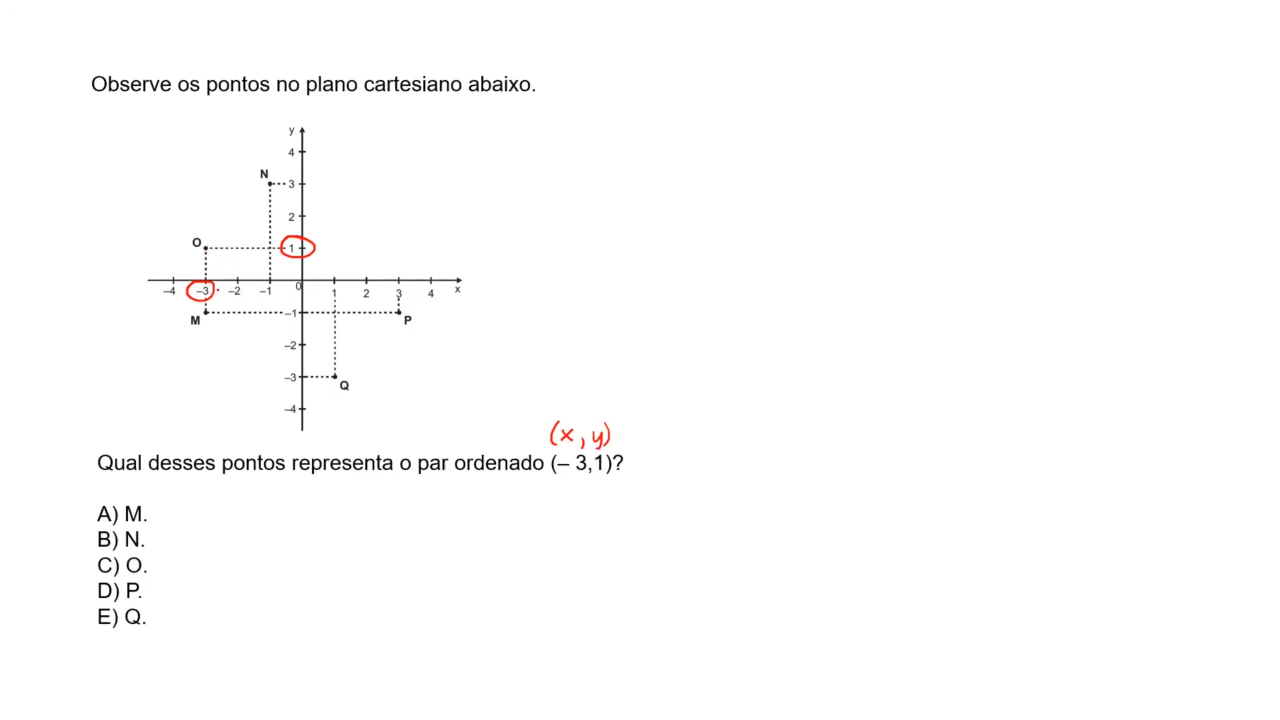 Observe os pontos no plano cartesiano abaixo.
y
4
N
3
2
O
1
–4 –3 –2 –1 0 1 2 3 4 x
M –1 P
–2
–3
Q
–4
(x, y)
Qual desses pontos representa o par ordenado (– 3,1)?
A) M.
B) N.
C) O.
D) P.
E) Q.